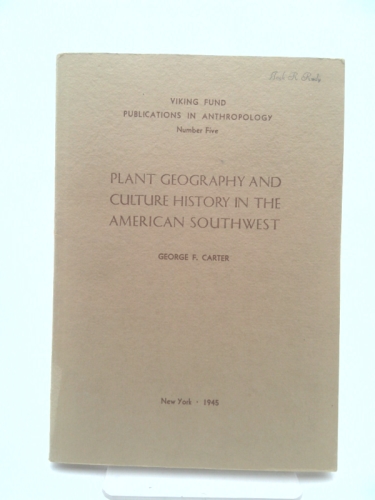 VIKING FUND
PUBLICATIONS IN ANTHROPOLOGY
Number Five
PLANT GEOGRAPHY AND
CULTURE HISTORY IN THE
AMERICAN SOUTHWEST
GEORGE F. CARTER
New York · 1945